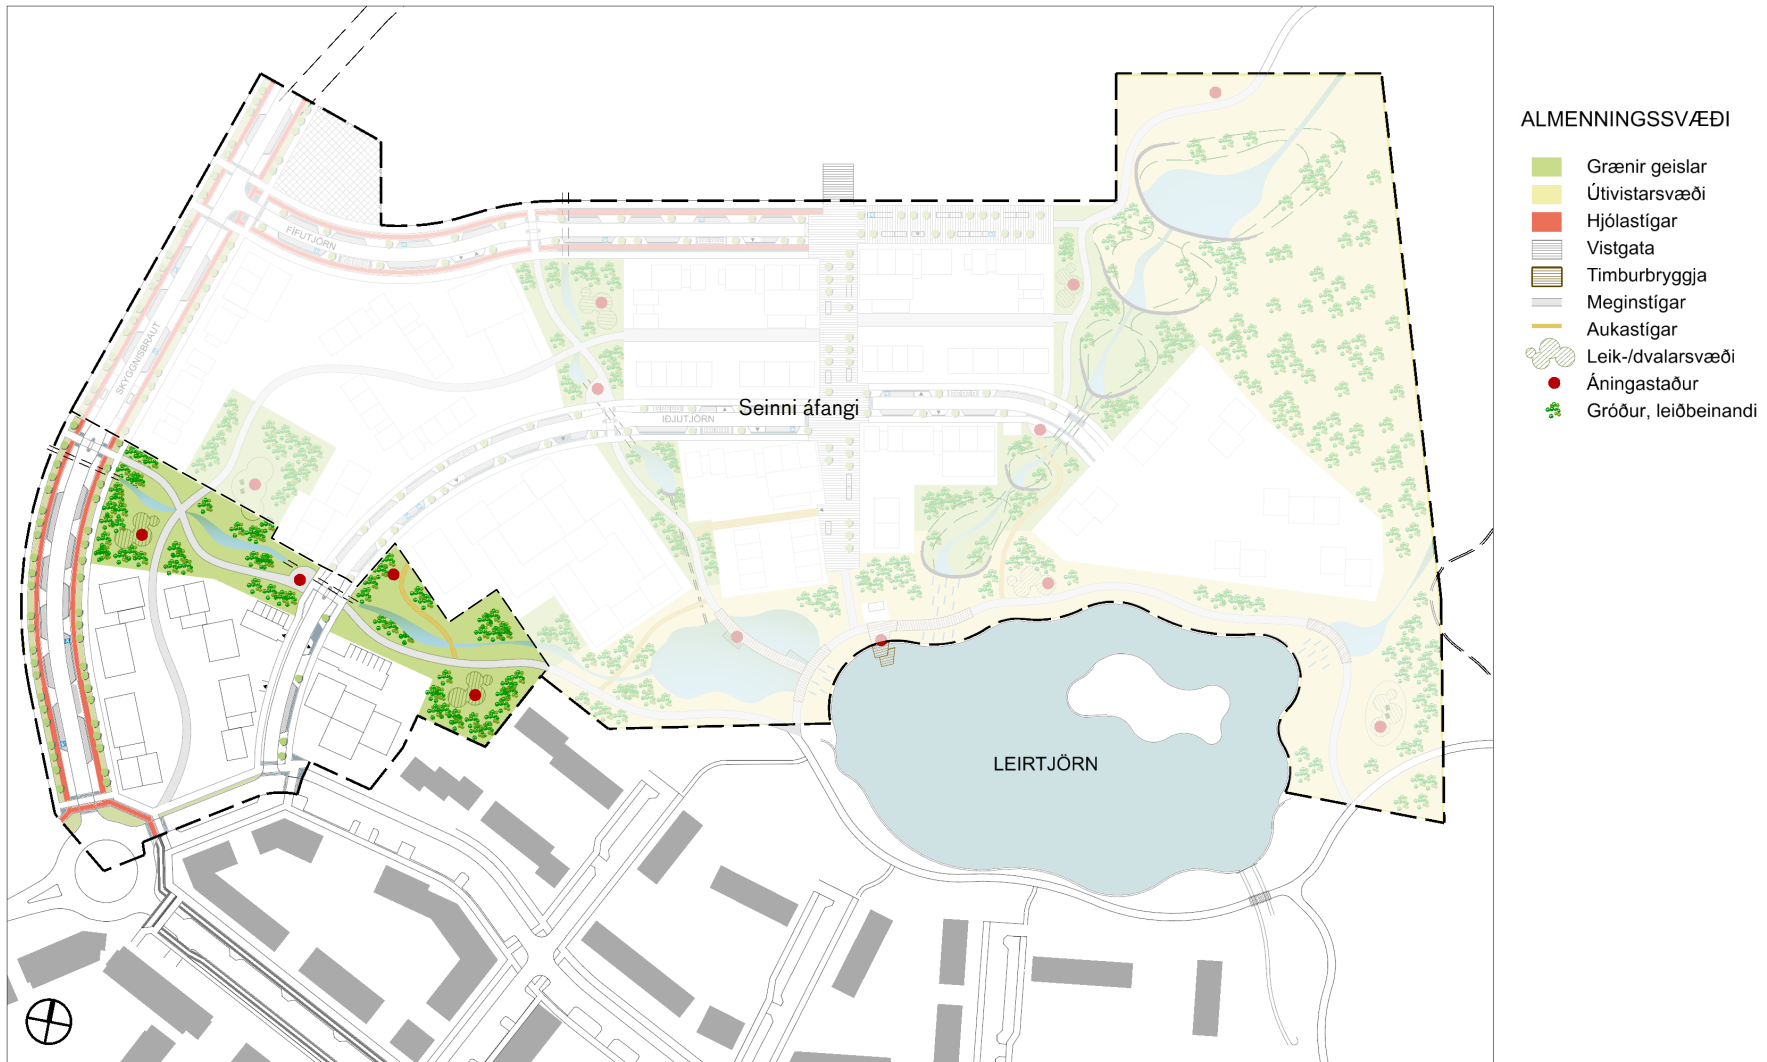 ALMENNINGSSVÆÐI
Grænir geislar
Útivistarsvæði
Hjólastígar
Vistgata
Timburbryggja
Meginstígar
Aukastígar
Leik-/dvalarsvæði
Áningastaður
Gróður, leiðbeinandi
FÍFUTJÖRN
SKYGGNISBRAUT
Seinni áfangi
IÐJUTJÖRN
LEIRTJÖRN